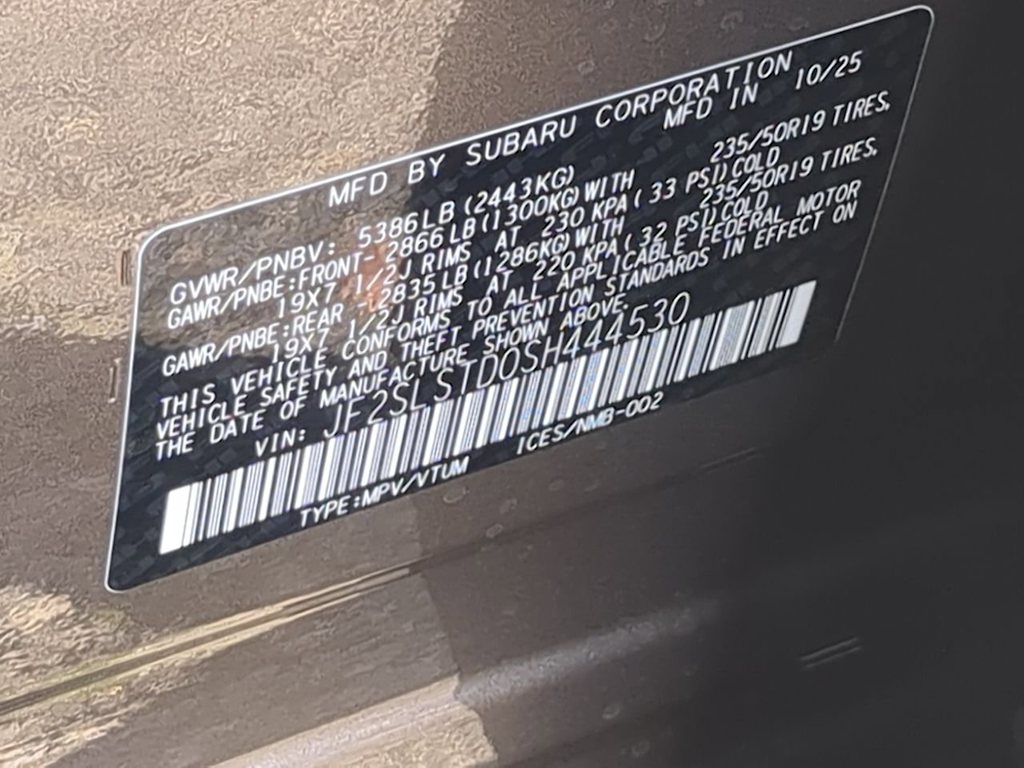 MFD BY SUBARU CORPORATION
MFD IN 10/25
GVWR/PNBV: 5386LB(2443KG)
GAWR/PNBE:FRONT- 2866LB(1300KG)WITH 235/50R19 TIRES,
19X7 1/2J RIMS AT 230 KPA(33 PSI)COLD
GAWR/PNBE:REAR - 2835LB(1286KG)WITH 235/50R19 TIRES,
19X7 1/2J RIMS AT 220 KPA(32 PSI)COLD
THIS VEHICLE CONFORMS TO ALL APPLICABLE FEDERAL MOTOR
VEHICLE SAFETY AND THEFT PREVENTION STANDARDS IN EFFECT ON
THE DATE OF MANUFACTURE SHOWN ABOVE.
VIN: JF2SLSTD0SH444530
TYPE:MPV/VTUM ICES/NMB-002